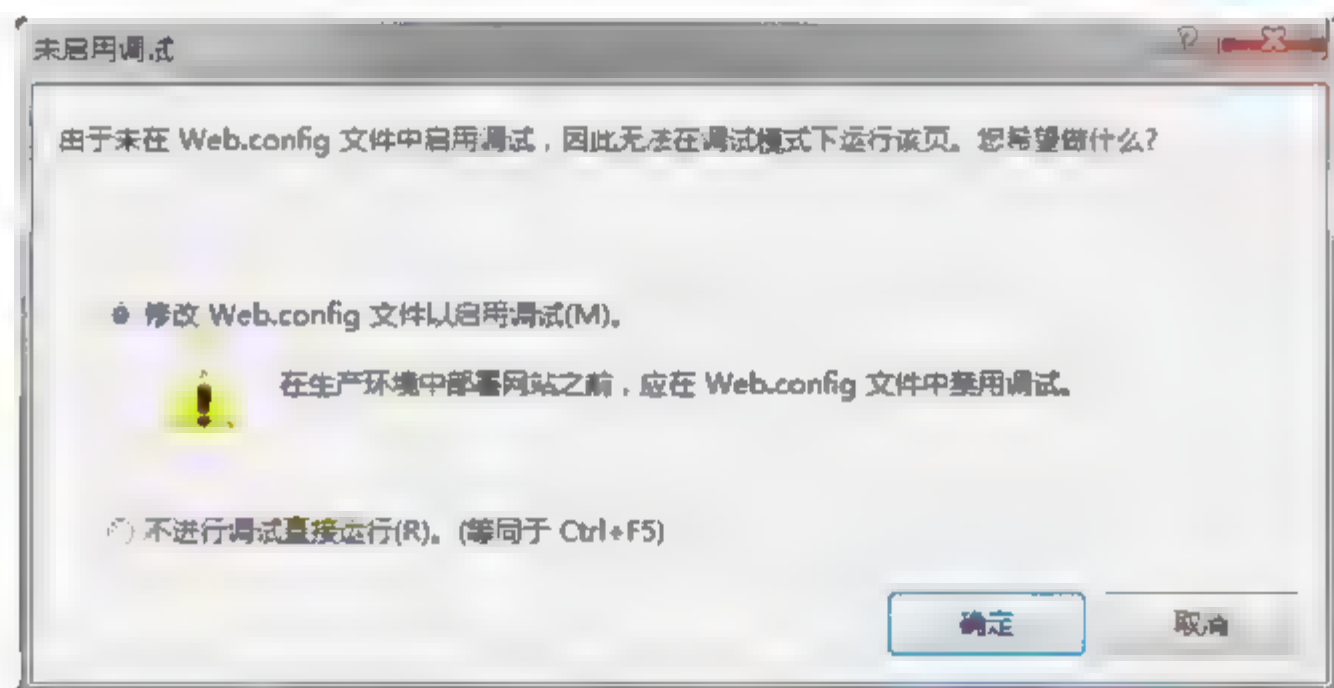 未启用调试
由于未在 Web.config 文件中启用调试，因此无法在调试模式下运行该页。您希望做什么?
修改 Web.config 文件以启用调试(M)。
在生产环境中部署网站之前，应在 Web.config 文件中禁用调试。
不进行调试直接运行(R)。(等同于 Ctrl+F5)
确定
取消